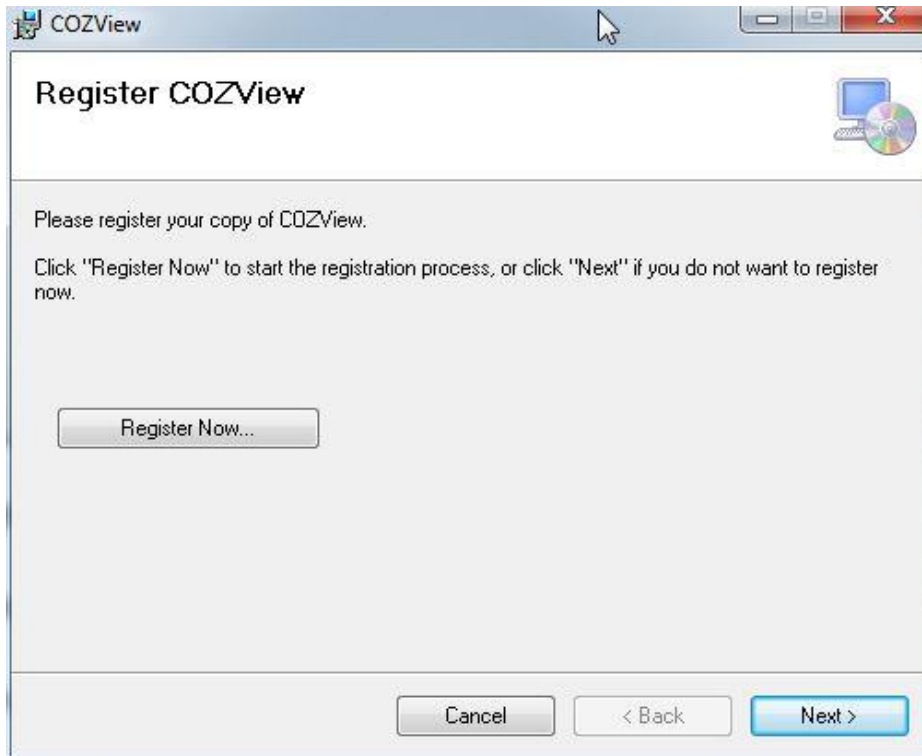 COZView
Register COZView
Please register your copy of COZView.
Click "Register Now" to start the registration process, or click "Next" if you do not want to register
now.
Register Now...
Cancel
< Back
Next >